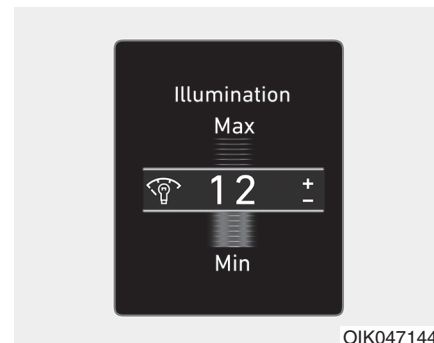 Illumination
Max
12 +
–
Min
OIK047144